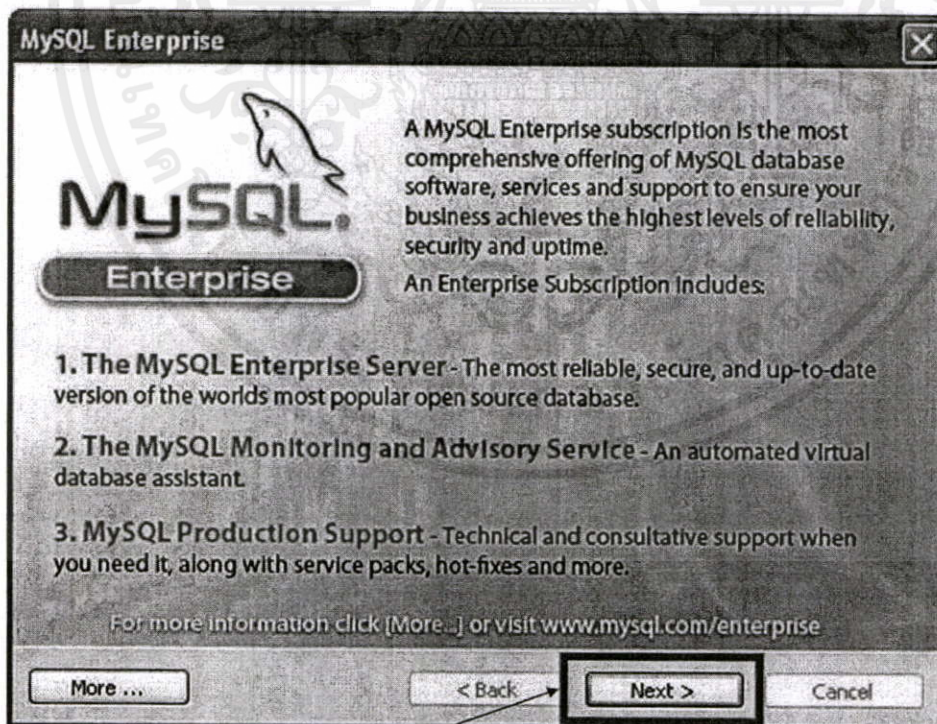 MySQL Enterprise
MySQL.
Enterprise
A MySQL Enterprise subscription is the most
comprehensive offering of MySQL database
software, services and support to ensure your
business achieves the highest levels of reliability,
security and uptime.
An Enterprise Subscription includes:
1. The MySQL Enterprise Server - The most reliable, secure, and up-to-date
version of the worlds most popular open source database.
2. The MySQL Monitoring and Advisory Service - An automated virtual
database assistant.
3. MySQL Production Support - Technical and consultative support when
you need it, along with service packs, hot-fixes and more.
For more information click [More...] or visit www.mysql.com/enterprise
More ...
< Back
Next >
Cancel